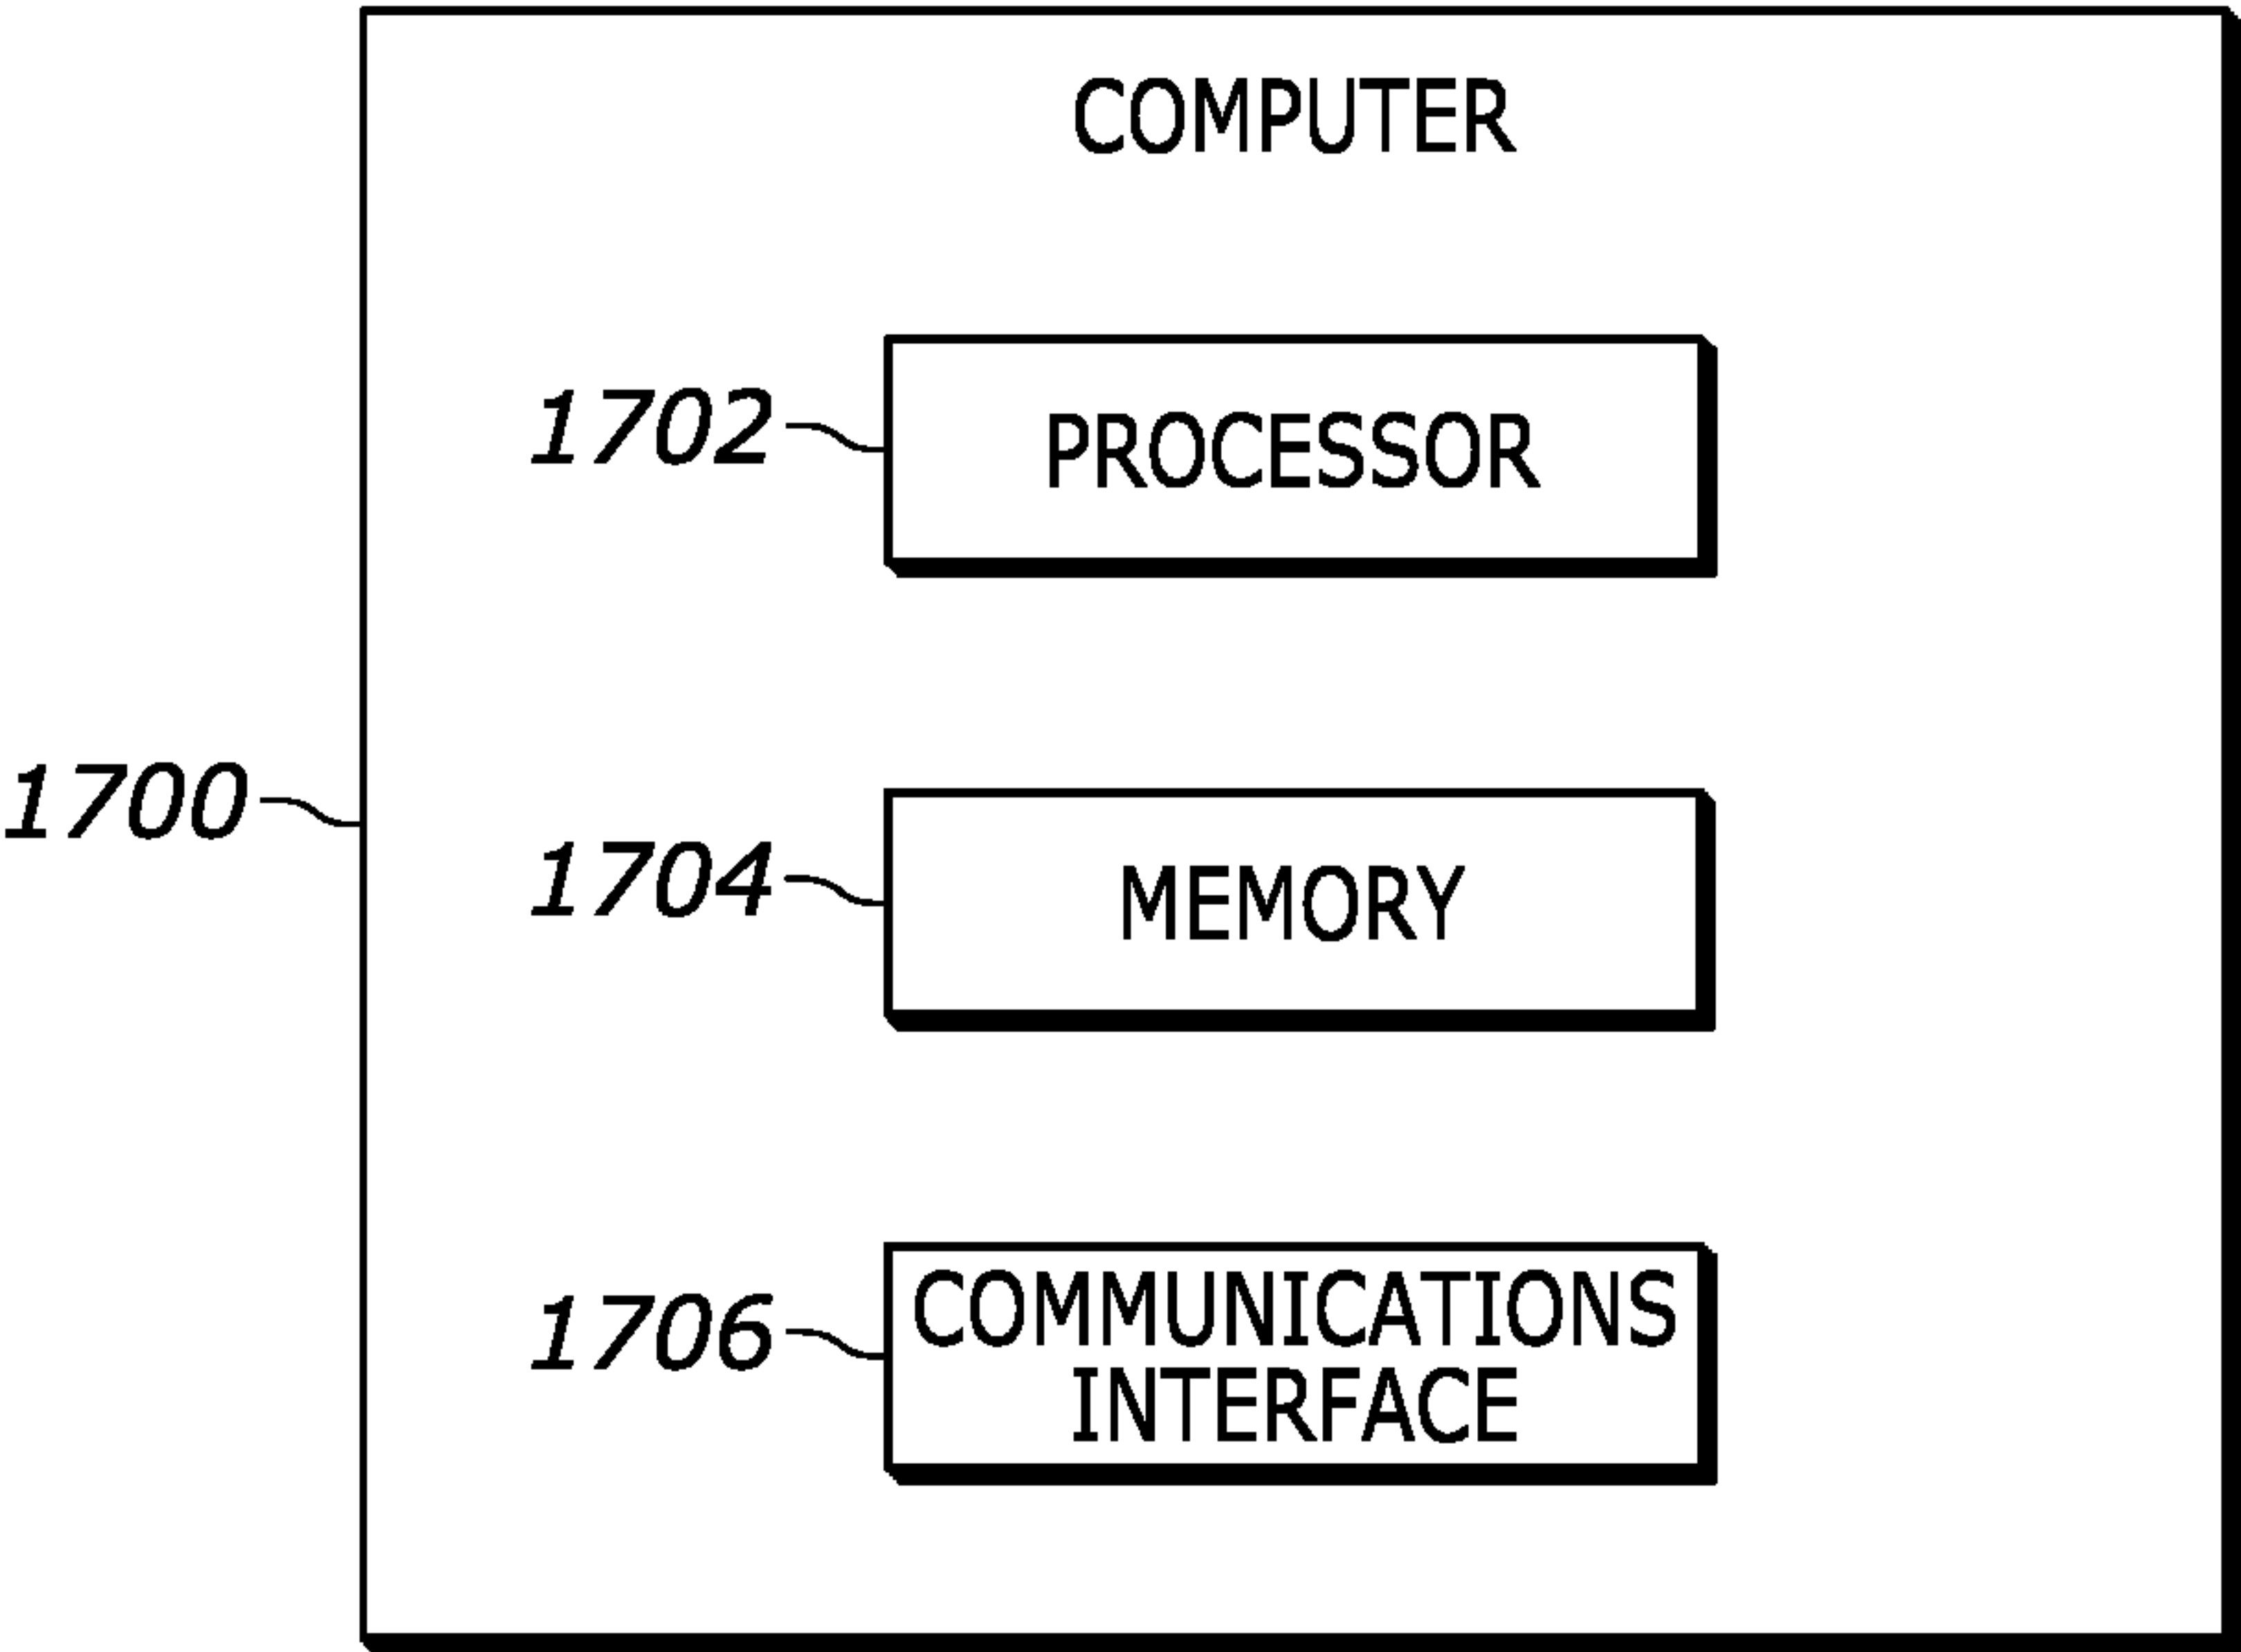 COMPUTER
1702
PROCESSOR
1700
1704
MEMORY
1706
COMMUNICATIONS
INTERFACE